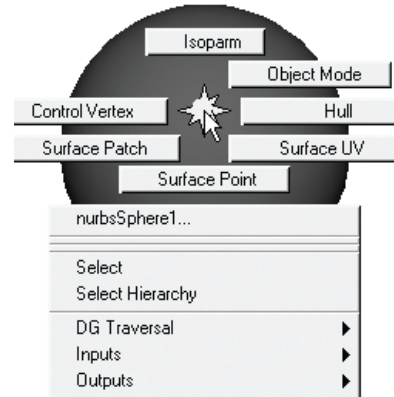 Isoparm
Object Mode
Control Vertex
Hull
Surface Patch
Surface UV
Surface Point
nurbsSphere1...
Select
Select Hierarchy
DG Traversal
Inputs
Outputs